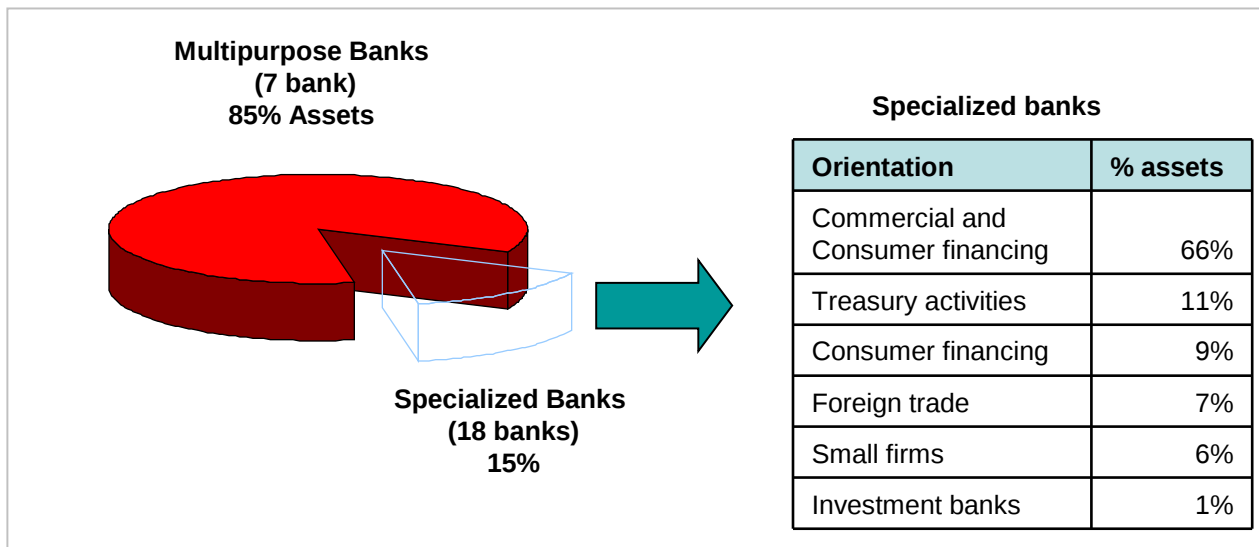 Multipurpose Banks
(7 bank)
85% Assets
Specialized Banks
(18 banks)
15%
Specialized banks
Orientation % assets
Commercial and
Consumer financing 66%
Treasury activities 11%
Consumer financing 9%
Foreign trade 7%
Small firms 6%
Investment banks 1%